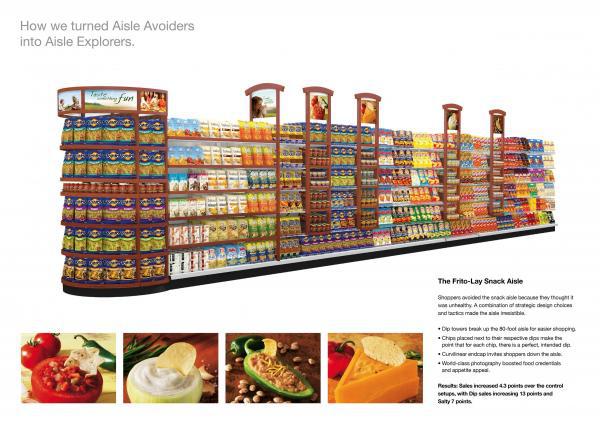 How we turned Aisle Avoiders
into Aisle Explorers.
Taste
something fun
The Frito-Lay Snack Aisle
Shoppers avoided the snack aisle because they thought it
was unhealthy. A combination of strategic design choices
and tactics made the aisle irresistible.
• Dip towers break up the 80-foot aisle for easier shopping.
• Chips placed next to their respective dips make the
point that for each chip, there is a perfect, intended dip.
• Curvilinear endcap invites shoppers down the aisle.
• World-class photography boosted food credentials
and appetite appeal.
Results: Sales increased 4.3 points over the control
setups, with Dip sales increasing 13 points and
Salty 7 points.